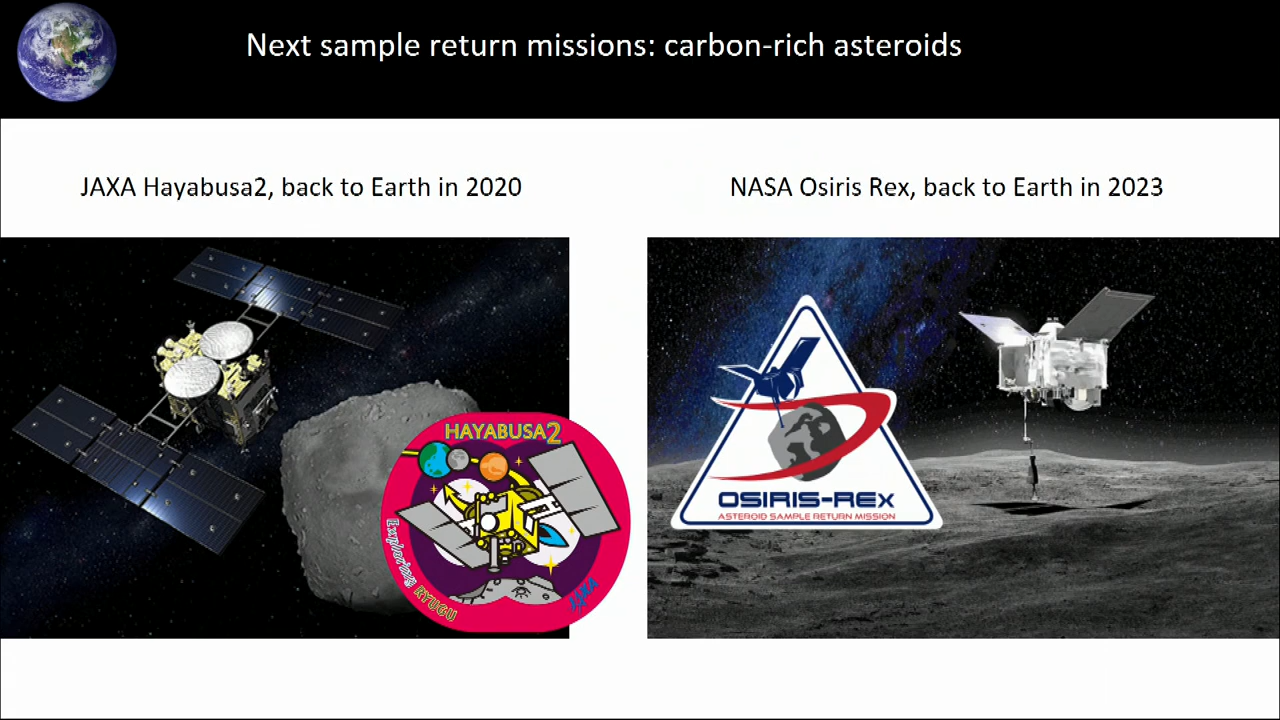 Next sample return missions: carbon-rich asteroids
JAXA Hayabusa2, back to Earth in 2020
NASA Osiris Rex, back to Earth in 2023
HAYABUSA2
Exploring RYUGU
JAXA
OSIRIS-REx
ASTEROID SAMPLE RETURN MISSION